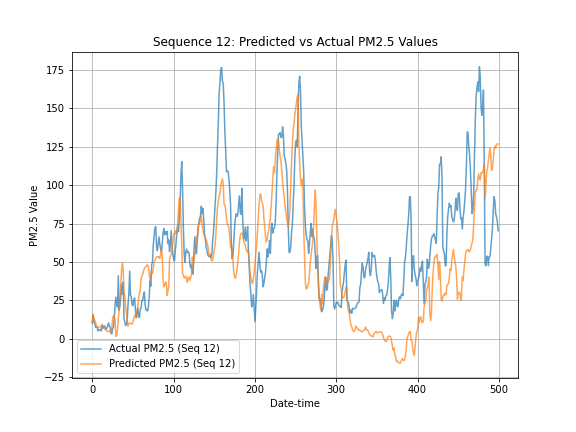 Sequence 12: Predicted vs Actual PM2.5 Values
PM2.5 Value
175
150
125
100
75
50
25
0
−25
Actual PM2.5 (Seq 12)
Predicted PM2.5 (Seq 12)
0 100 200 300 400 500
Date-time